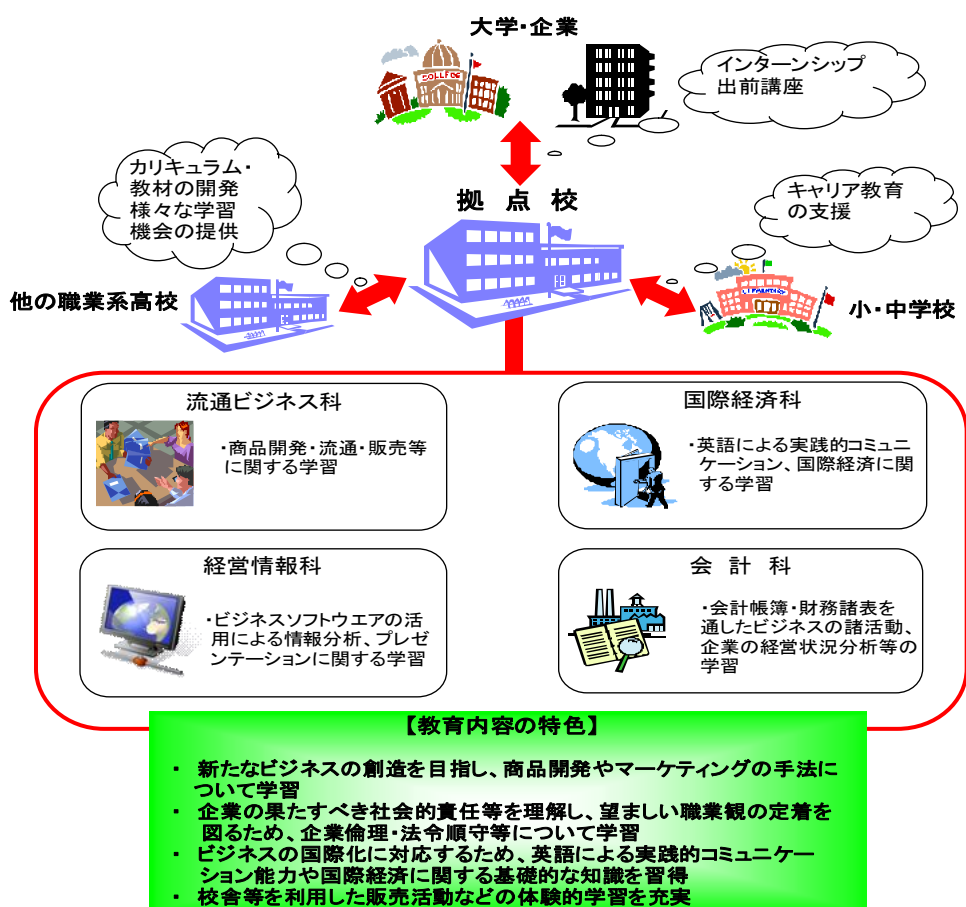 大学・企業
COLLEGE
インターンシップ
出前講座
カリキュラム・
教材の開発
様々な学習
機会の提供
拠 点 校
キャリア教育
の支援
他の職業系高校
ELEMENTARY
小・中学校
流通ビジネス科
・商品開発・流通・販売等
に関する学習
国際経済科
・英語による実践的コミュニ
ケーション、国際経済に関
する学習
経営情報科
・ビジネスソフトウエアの活
用による情報分析、プレゼ
ンテーションに関する学習
会 計 科
・会計帳簿・財務諸表を
通したビジネスの諸活動、
企業の経営状況分析等の
学習
【教育内容の特色】
・ 新たなビジネスの創造を目指し、商品開発やマーケティングの手法に
ついて学習
・ 企業の果たすべき社会的責任等を理解し、望ましい職業観の定着を
図るため、企業倫理・法令順守等について学習
・ ビジネスの国際化に対応するため、英語による実践的コミュニケー
ション能力や国際経済に関する基礎的な知識を習得
・ 校舎等を利用した販売活動などの体験的学習を充実